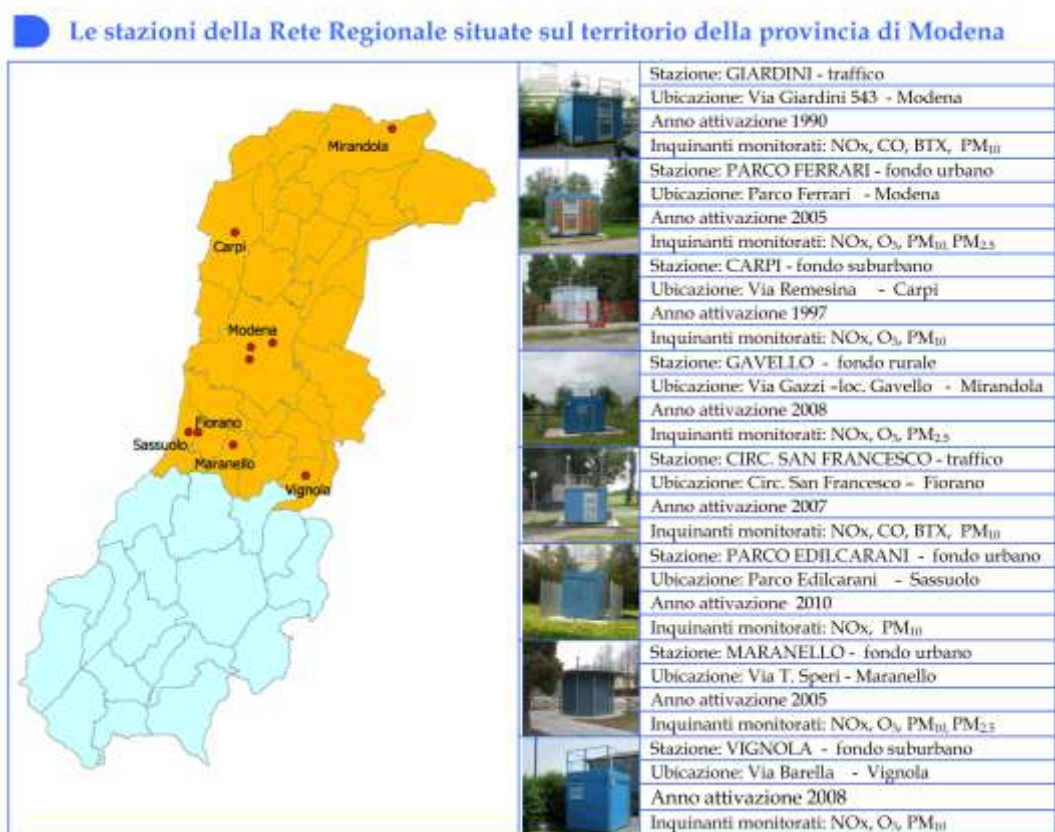 Le stazioni della Rete Regionale situate sul territorio della provincia di Modena
Mirandola
Carpi
Modena
Fiorano
Sassuolo
Maranello
Vignola
Stazione: GIARDINI - traffico
Ubicazione: Via Giardini 543 - Modena
Anno attivazione 1990
Inquinanti monitorati: NOx, CO, BTX, PM₁₀
Stazione: PARCO FERRARI - fondo urbano
Ubicazione: Parco Ferrari - Modena
Anno attivazione 2005
Inquinanti monitorati: NOx, O₃, PM₁₀, PM₂.₅
Stazione: CARPI - fondo suburbano
Ubicazione: Via Remesina - Carpi
Anno attivazione 1997
Inquinanti monitorati: NOx, O₃, PM₁₀
Stazione: GAVELLO - fondo rurale
Ubicazione: Via Gazzi –loc. Gavello - Mirandola
Anno attivazione 2008
Inquinanti monitorati: NOx, O₃, PM₂.₅
Stazione: CIRC. SAN FRANCESCO - traffico
Ubicazione: Circ. San Francesco – Fiorano
Anno attivazione 2007
Inquinanti monitorati: NOx, CO, BTX, PM₁₀
Stazione: PARCO EDILCARANI - fondo urbano
Ubicazione: Parco Edilcarani - Sassuolo
Anno attivazione 2010
Inquinanti monitorati: NOx, PM₁₀
Stazione: MARANELLO - fondo urbano
Ubicazione: Via T. Speri - Maranello
Anno attivazione 2005
Inquinanti monitorati: NOx, O₃, PM₁₀, PM₂.₅
Stazione: VIGNOLA - fondo suburbano
Ubicazione: Via Barella - Vignola
Anno attivazione 2008
Inquinanti monitorati: NOx, O₃, PM₁₀